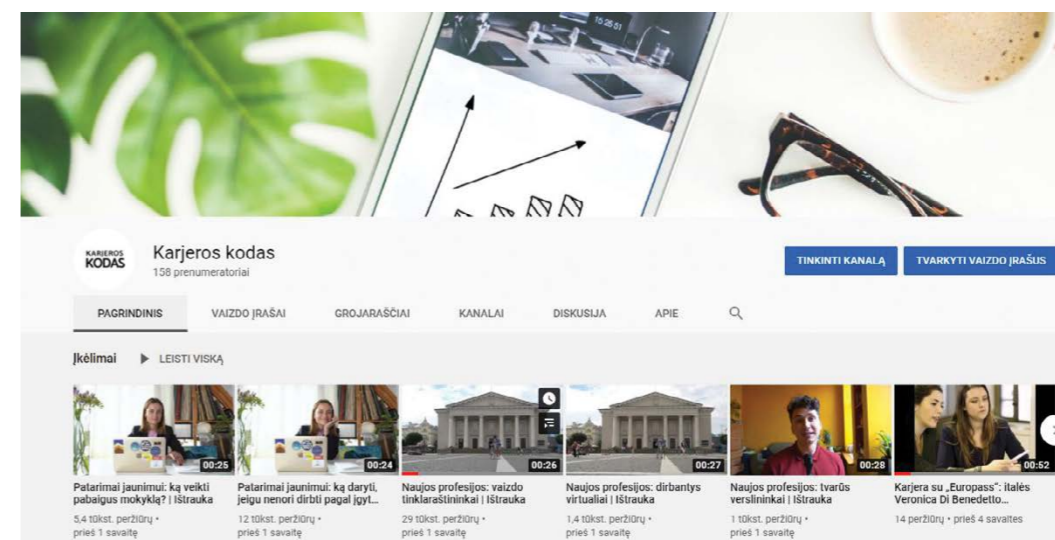 15 25 01
KARJEROS
KODAS
Karjeros kodas
158 prenumeratoriai
TINKINTI KANALĄ
TVARKYTI VAIZDO ĮRAŠUS
PAGRINDINIS
VAIZDO ĮRAŠAI
GROJARAŠČIAI
KANALAI
DISKUSIJA
APIE
Įkėlimai
LEISTI VISKĄ
00:25
00:24
00:26
00:27
00:28
00:52
Patarimai jaunimui: ką veikti
pabaigus mokyklą? | Ištrauka
5,4 tūkst. peržiūrų •
prieš 1 savaitę
Patarimai jaunimui: ką daryti,
jeigu nenori dirbti pagal įgyt...
12 tūkst. peržiūrų •
prieš 1 savaitę
Naujos profesijos: vaizdo
tinklaraštininkai | Ištrauka
29 tūkst. peržiūrų •
prieš 1 savaitę
Naujos profesijos: dirbantys
virtualiai | Ištrauka
1,4 tūkst. peržiūrų •
prieš 1 savaitę
Naujos profesijos: tvarūs
verslininkai | Ištrauka
1 tūkst. peržiūrų •
prieš 1 savaitę
Karjera su „Europass“: italės
Veronica Di Benedetto...
14 peržiūrų • prieš 4 savaites